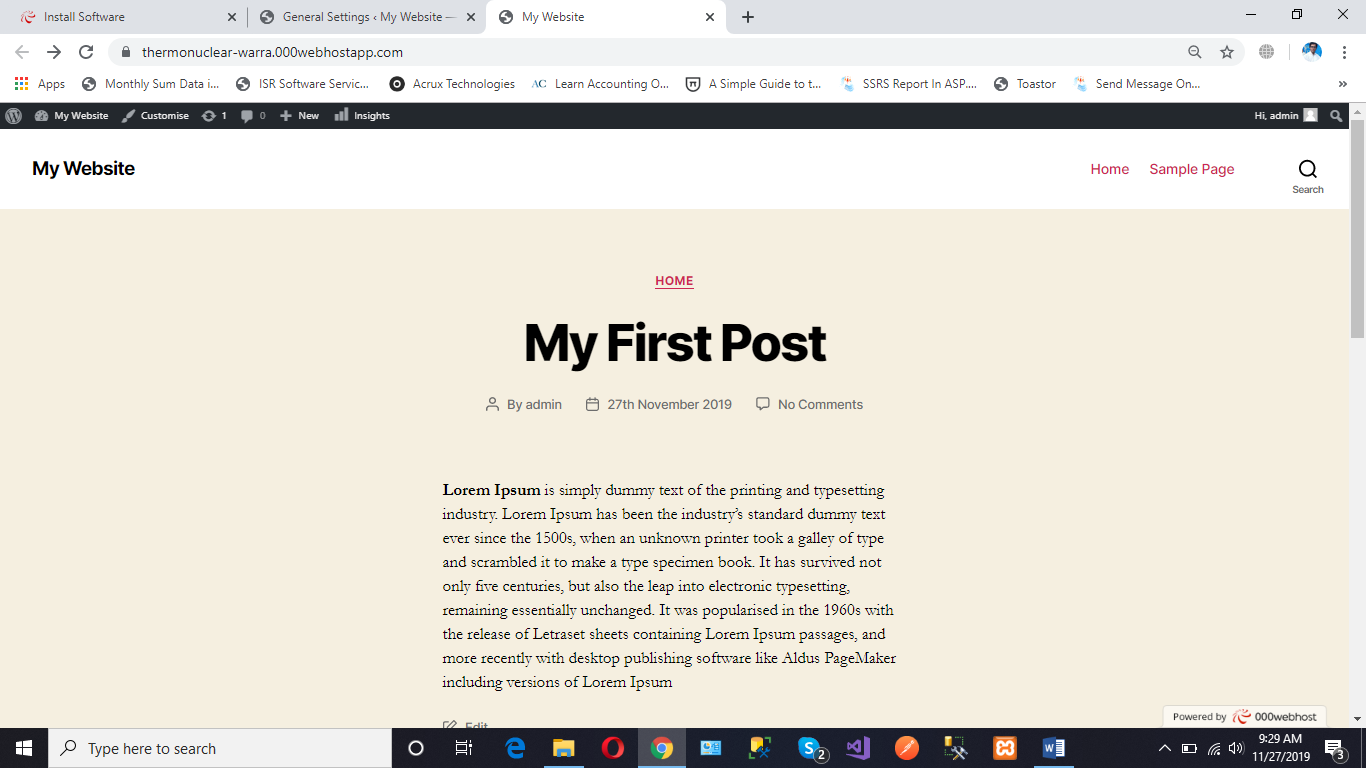 Install Software
General Settings ‹ My Website —
My Website
thermonuclear-warra.000webhostapp.com
Apps
Monthly Sum Data i...
ISR Software Servic...
Acrux Technologies
AC Learn Accounting O...
A Simple Guide to t...
SSRS Report In ASP....
Toastor
Send Message On...
»
My Website
Customise
1
0
New
Insights
Hi, admin
My Website
Home
Sample Page
Search
HOME
My First Post
By admin
27th November 2019
No Comments
Lorem Ipsum is simply dummy text of the printing and typesetting
industry. Lorem Ipsum has been the industry’s standard dummy text
ever since the 1500s, when an unknown printer took a galley of type
and scrambled it to make a type specimen book. It has survived not
only five centuries, but also the leap into electronic typesetting,
remaining essentially unchanged. It was popularised in the 1960s with
the release of Letraset sheets containing Lorem Ipsum passages, and
more recently with desktop publishing software like Aldus PageMaker
including versions of Lorem Ipsum
Edit
Powered by 000webhost
Type here to search
2
9:29 AM
11/27/2019
3